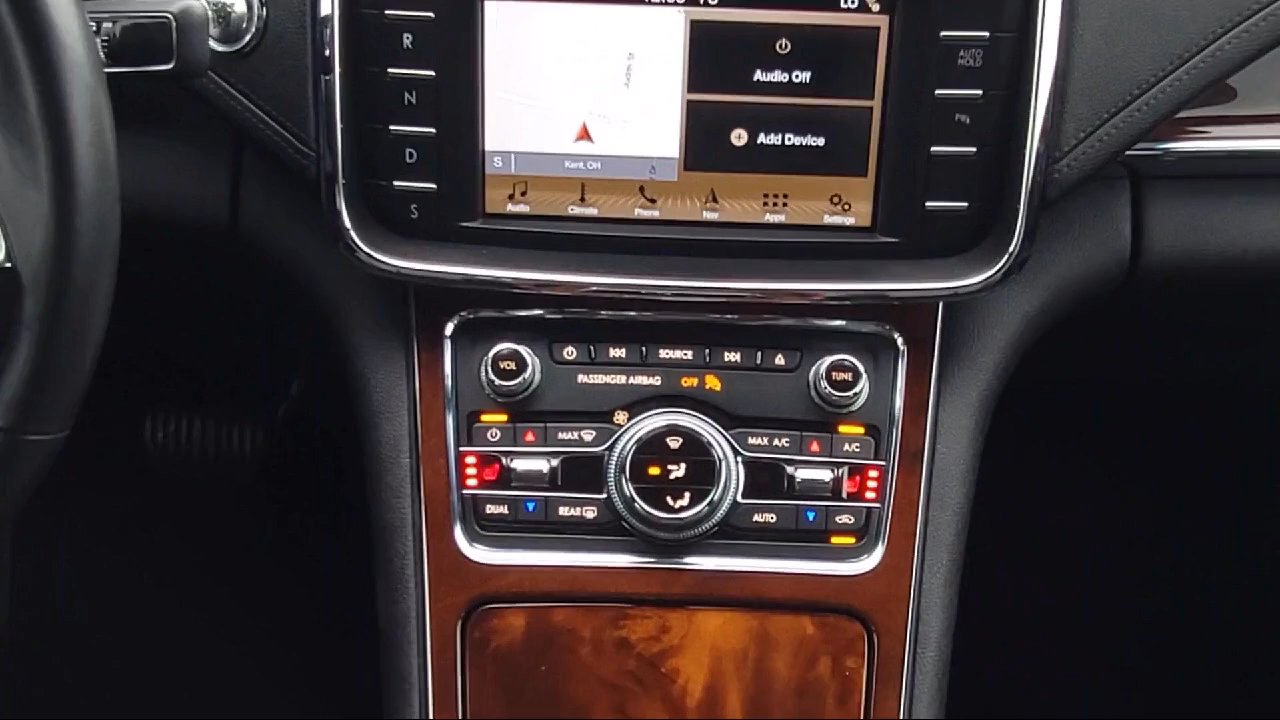 LO
R
N
D
S
AUTO
HOLD
Audio Off
Add Device
S
Kent, OH
Audio
Climate
Phone
Nav
Apps
Settings
VOL
SOURCE
TUNE
PASSENGER AIRBAG OFF
MAX
MAX A/C
A/C
DUAL
REAR
AUTO